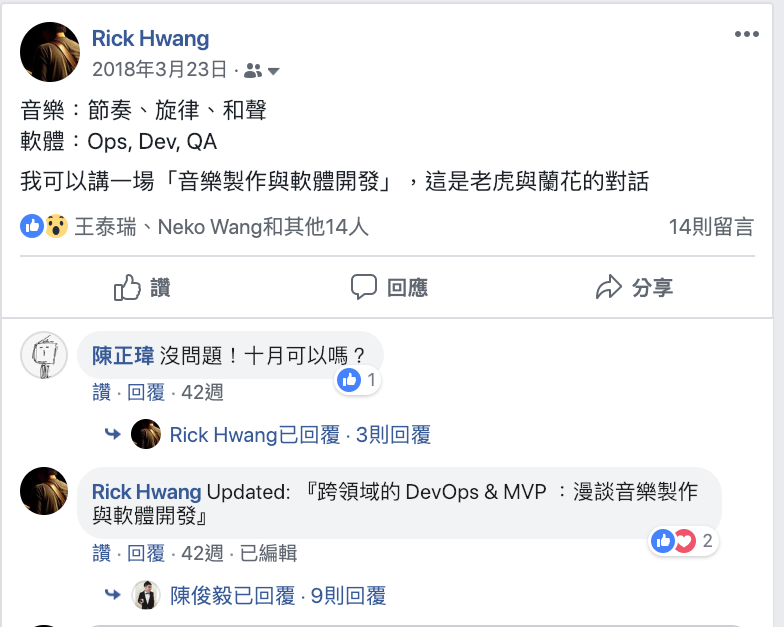 Rick Hwang
2018年3月23日 ·
音樂：節奏、旋律、和聲
軟體：Ops, Dev, QA
我可以講一場「音樂製作與軟體開發」，這是老虎與蘭花的對話
王泰瑞、Neko Wang和其他14人 14則留言
讚 回應 分享
陳正瑋 沒問題！十月可以嗎？
1
讚 · 回覆 · 42週
Rick Hwang已回覆 · 3則回覆
Rick Hwang Updated: 『跨領域的 DevOps & MVP ：漫談音樂製作
與軟體開發』
2
讚 · 回覆 · 42週 · 已編輯
陳俊毅已回覆 · 9則回覆